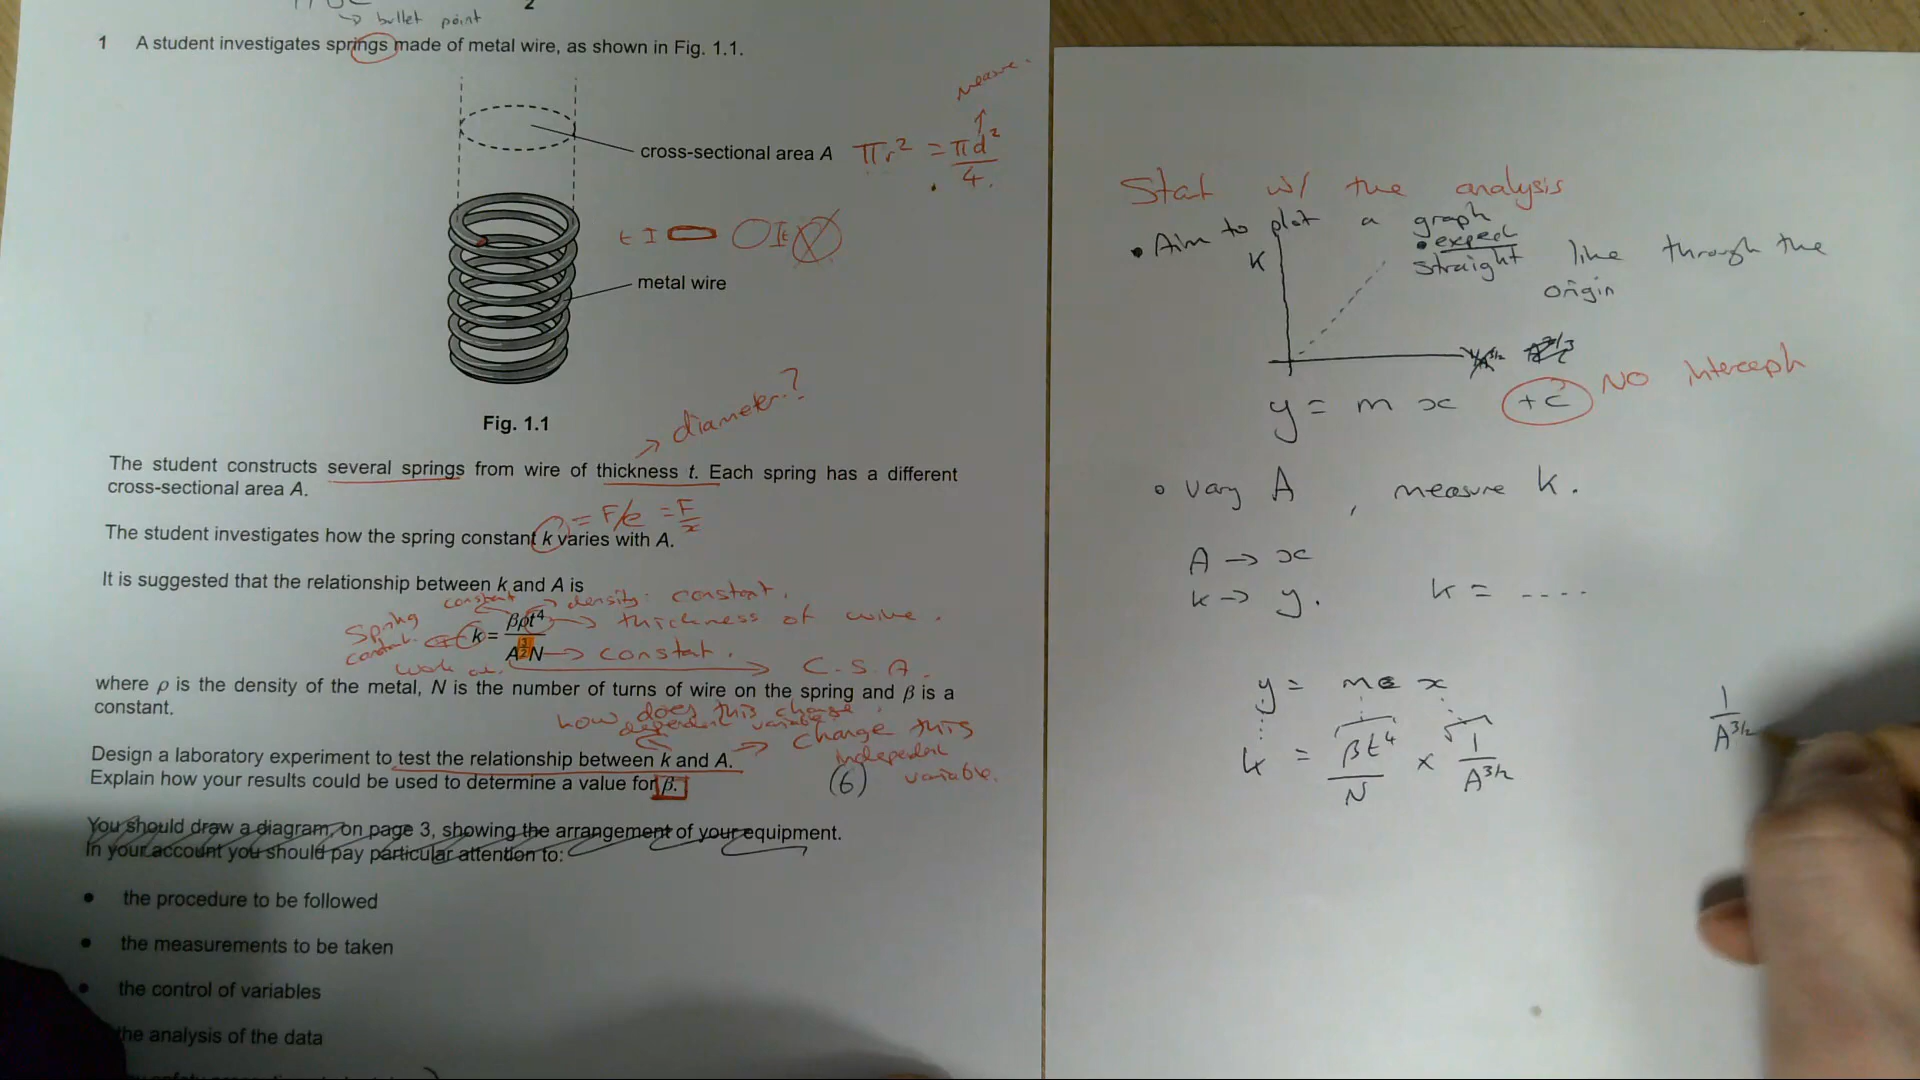 ↳ bullet point
2
1 A student investigates springs made of metal wire, as shown in Fig. 1.1.
measure.
cross-sectional area A
πr² = πd²/4.
t I
metal wire
Fig. 1.1
→ diameter?
The student constructs several springs from wire of thickness t. Each spring has a different
cross-sectional area A.
= F/e = F/x
The student investigates how the spring constant k varies with A.
It is suggested that the relationship between k and A is
constant
→ density: constant.
Spring
constant.
k = βρt⁴ / A^(3/2) N
→ thickness of wire.
→ constant.
→ C.S.A.
where ρ is the density of the metal, N is the number of turns of wire on the spring and β is a
constant.
how does this change
dependent variable
→ change this
independent
variable.
Design a laboratory experiment to test the relationship between k and A.
Explain how your results could be used to determine a value for β.
(6)
You should draw a diagram, on page 3, showing the arrangement of your equipment.
In your account you should pay particular attention to:
• the procedure to be followed
• the measurements to be taken
• the control of variables
the analysis of the data
Start w/ the analysis
• Aim to plot a graph
K
• expect
straight line through the
origin
y = m x + c NO intercept
• vary A, measure k.
A → x
k → y.
k = ....
y = m x
k = βt⁴/N × 1/A^3/2
1/A^3/2